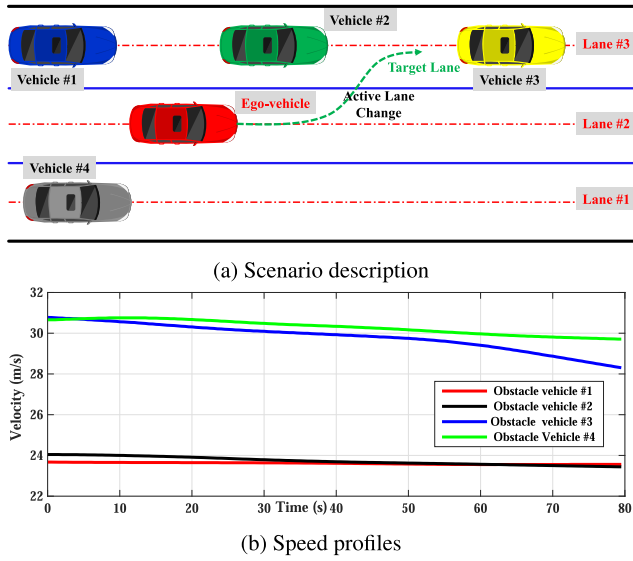 Vehicle #2
Lane #3
Target Lane
Vehicle #1
Vehicle #3
Ego-vehicle
Active Lane
Change
Lane #2
Vehicle #4
Lane #1
(a) Scenario description
32
30
28
26
24
22
Velocity (m/s)
Obstacle vehicle #1
Obstacle vehicle #2
Obstacle vehicle #3
Obstacle Vehicle #4
0 10 20 30 Time (s) 40 50 60 70 80
(b) Speed profiles